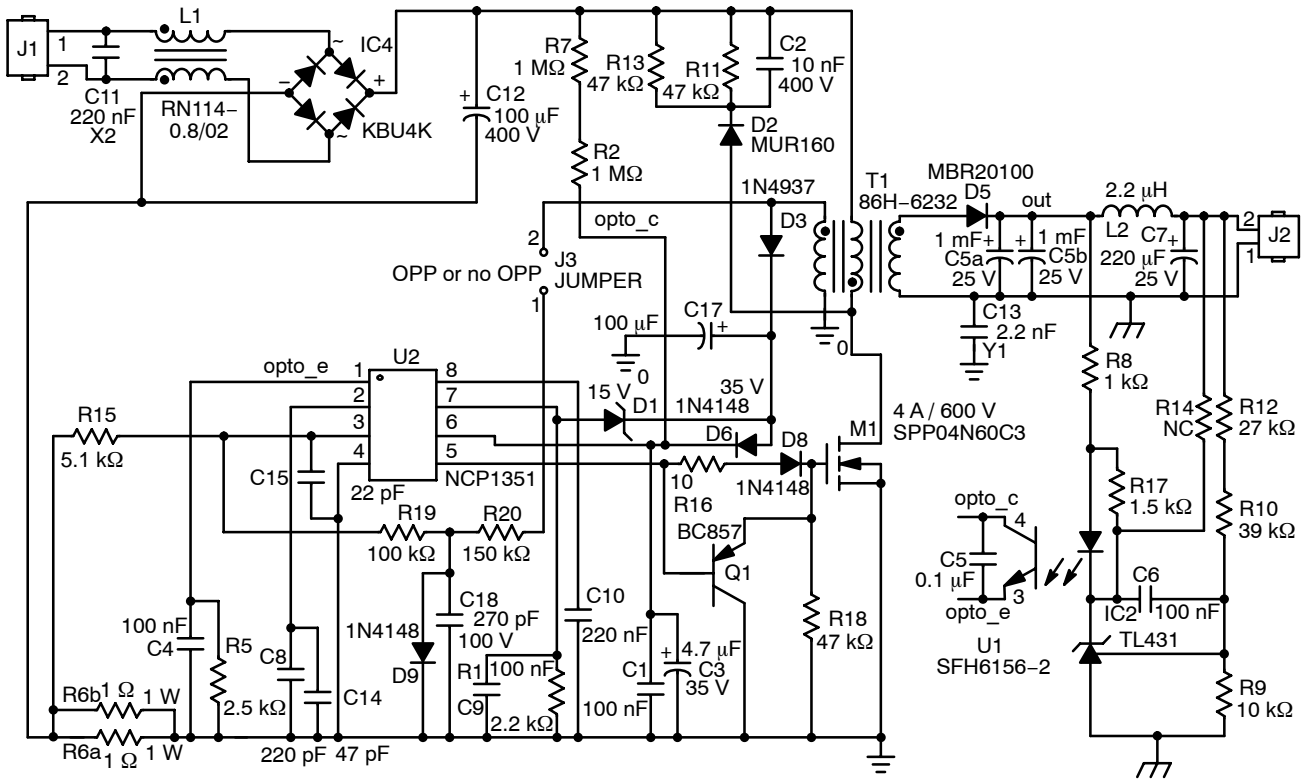 L1
J1
1
2
C11
220 nF
X2
RN114–
0.8/02
~
IC4
–
+
~
KBU4K
+
C12
100 µF
400 V
R7
1 MΩ
R13
47 kΩ
R11
47 kΩ
C2
10 nF
400 V
D2
MUR160
R2
1 MΩ
opto_c
1N4937
D3
T1
86H–6232
MBR20100
D5
out
2.2 µH
L2
2
J2
1
1 mF
+
C5a
25 V
+
1 mF
C5b
25 V
C7
+
220
µF
25 V
2
J3
OPP or no OPP
JUMPER
1
C17
100 µF
+
0
35 V
0
C13
2.2 nF
Y1
U2
opto_e
1
2
3
4
8
7
6
5
NCP1351
15 V
D1
1N4148
D6
D8
1N4148
10
R16
M1
4 A / 600 V
SPP04N60C3
R8
1 kΩ
R14
NC
R12
27 kΩ
R15
5.1 kΩ
C15
22 pF
R19
100 kΩ
R20
150 kΩ
BC857
Q1
R17
1.5 kΩ
R10
39 kΩ
opto_c
4
C5
0.1 µF
opto_e
3
U1
SFH6156–2
C6
100 nF
IC2
TL431
R9
10 kΩ
100 nF
C4
R5
2.5 kΩ
C8
C14
220 pF
47 pF
1N4148
D9
C18
270 pF
100 V
R1
100 nF
C9
2.2 kΩ
C10
220 nF
C1
100 nF
+
4.7 µF
C3
35 V
R18
47 kΩ
R6b
1 Ω
1 W
R6a
1 Ω
1 W